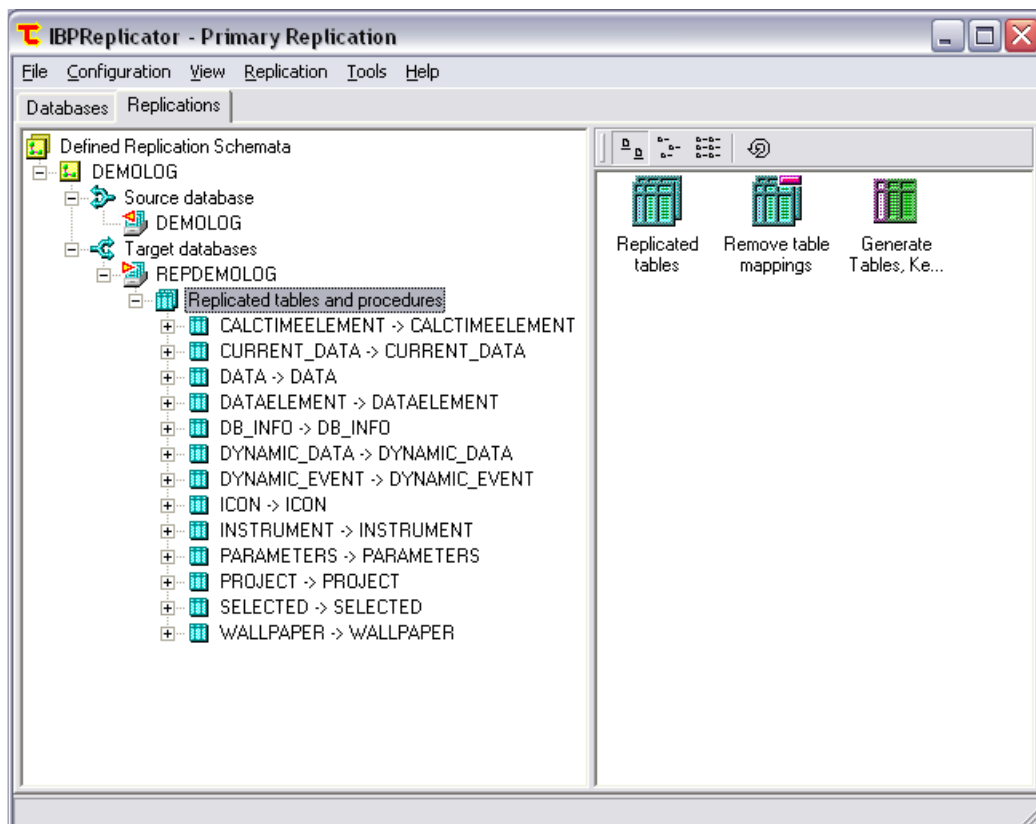 IBPReplicator - Primary Replication
File Configuration View Replication Tools Help
Databases Replications
Defined Replication Schemata
DEMOLOG
Source database
DEMOLOG
Target databases
REPDEMOLOG
Replicated tables and procedures
CALCTIMEELEMENT -> CALCTIMEELEMENT
CURRENT_DATA -> CURRENT_DATA
DATA -> DATA
DATAELEMENT -> DATAELEMENT
DB_INFO -> DB_INFO
DYNAMIC_DATA -> DYNAMIC_DATA
DYNAMIC_EVENT -> DYNAMIC_EVENT
ICON -> ICON
INSTRUMENT -> INSTRUMENT
PARAMETERS -> PARAMETERS
PROJECT -> PROJECT
SELECTED -> SELECTED
WALLPAPER -> WALLPAPER
Replicated
tables
Remove table
mappings
Generate
Tables, Ke...